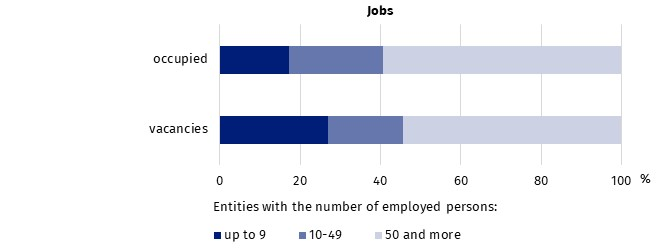 Jobs
occupied
vacancies
0 20 40 60 80 100 %
Entities with the number of employed persons:
up to 9 10-49 50 and more